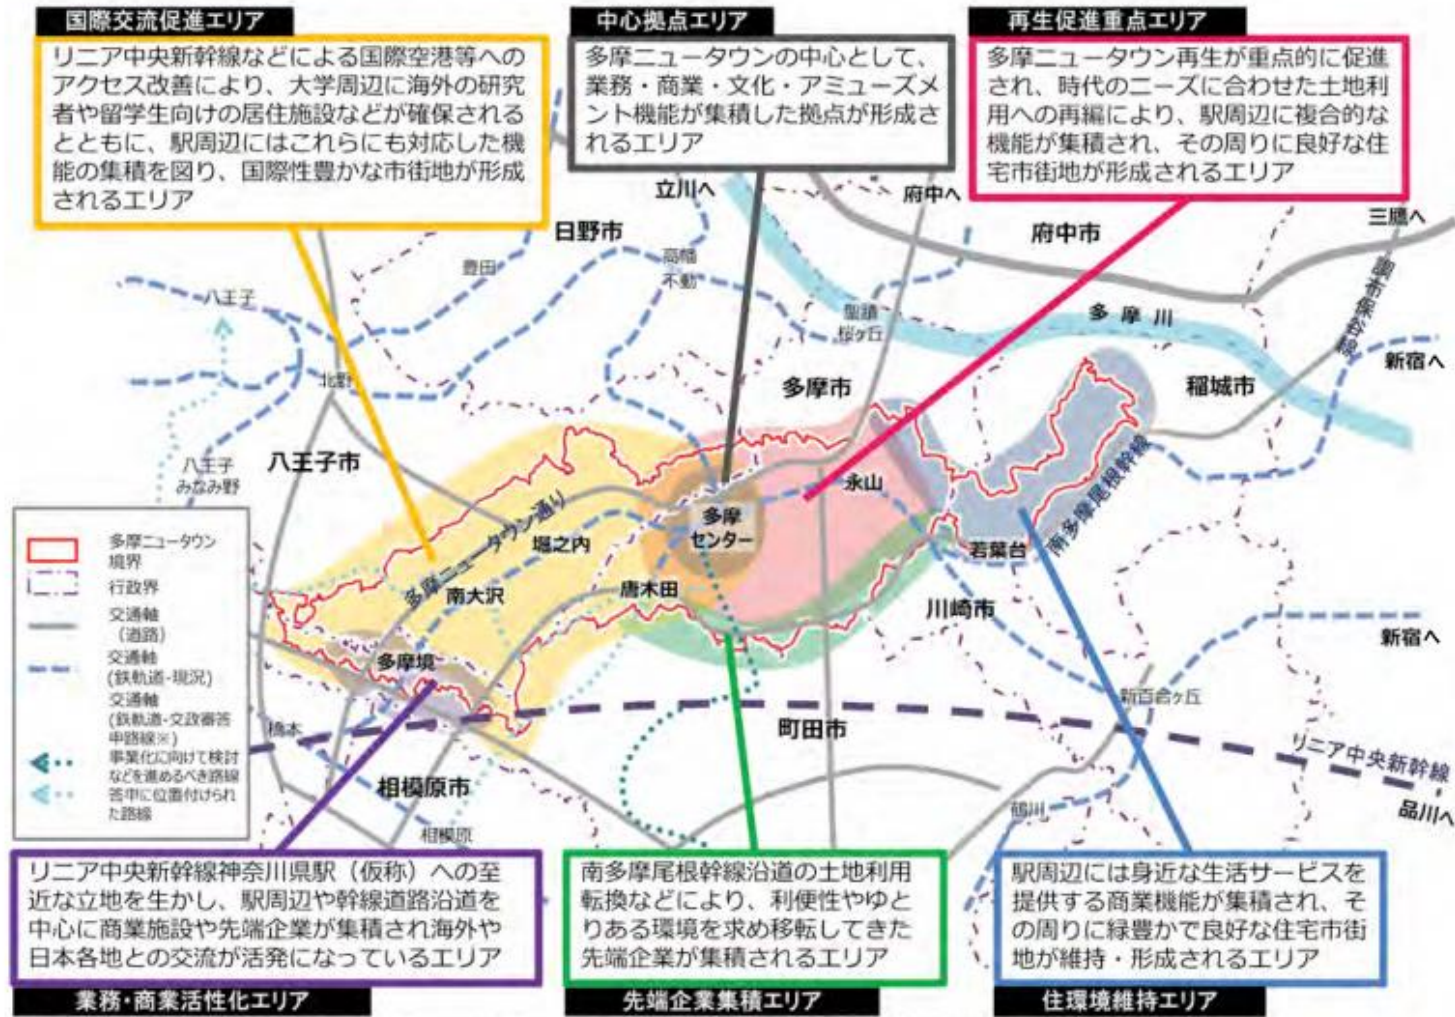 国際交流促進エリア
リニア中央新幹線などによる国際空港等への
アクセス改善により、大学周辺に海外の研究
者や留学生向けの居住施設などが確保される
とともに、駅周辺にはこれらにも対応した機
能の集積を図り、国際性豊かな市街地が形成
されるエリア
中心拠点エリア
多摩ニュータウンの中心として、
業務・商業・文化・アミューズメ
ント機能が集積した拠点が形成さ
れるエリア
再生促進重点エリア
多摩ニュータウン再生が重点的に促進
され、時代のニーズに合わせた土地利
用への再編により、駅周辺に複合的な
機能が集積され、その周りに良好な住
宅市街地が形成されるエリア
立川へ
府中へ
三鷹へ
日野市
府中市
豊田
高幡
不動
八王子
聖蹟
桜ヶ丘
多摩川
調布保谷線
新宿へ
北野
多摩市
稲城市
八王子市
八王子
みなみ野
永山
多摩
センター
多摩ニュータウン通り
堀之内
南大沢
唐木田
若葉台
南多摩尾根幹線
川崎市
新宿へ
多摩境
新百合ヶ丘
橋本
町田市
リニア中央新幹線
品川へ
相模原市
相模原
鶴川
多摩ニュータウン
境界
行政界
交通軸
(道路)
交通軸
(鉄軌道-現況)
交通軸
(鉄軌道-交政審答
申路線※)
事業化に向けて検討
などを進めるべき路線
答申に位置付けられ
た路線
リニア中央新幹線神奈川県駅（仮称）への至
近な立地を生かし、駅周辺や幹線道路沿道を
中心に商業施設や先端企業が集積され海外や
日本各地との交流が活発になっているエリア
業務・商業活性化エリア
南多摩尾根幹線沿道の土地利用
転換などにより、利便性やゆと
りある環境を求め移転してきた
先端企業が集積されるエリア
先端企業集積エリア
駅周辺には身近な生活サービスを
提供する商業機能が集積され、そ
の周りに緑豊かで良好な住宅市街
地が維持・形成されるエリア
住環境維持エリア